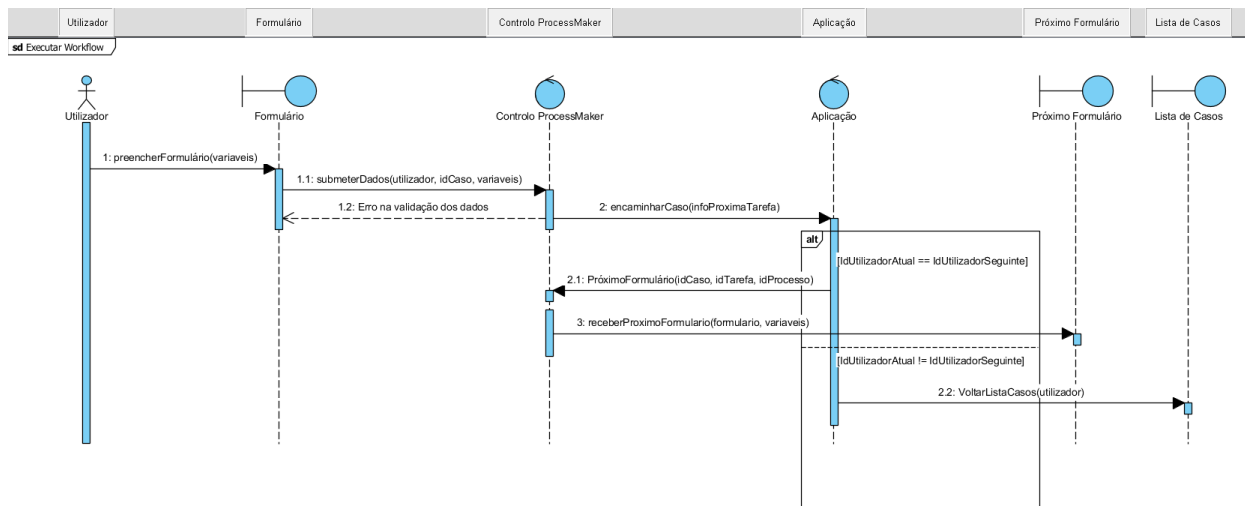 Utilizador
Formulário
Controlo ProcessMaker
Aplicação
Próximo Formulário
Lista de Casos
sd Executar Workflow
Utilizador
Formulário
Controlo ProcessMaker
Aplicação
Próximo Formulário
Lista de Casos
1: preencherFormulário(variaveis)
1.1: submeterDados(utilizador, idCaso, variaveis)
1.2: Erro na validação dos dados
2: encaminharCaso(infoProximaTarefa)
alt
[IdUtilizadorAtual == IdUtilizadorSeguinte]
2.1: PróximoFormulário(idCaso, idTarefa, idProcesso)
3: receberProximoFormulario(formulario, variaveis)
[IdUtilizadorAtual != IdUtilizadorSeguinte]
2.2: VoltarListaCasos(utilizador)